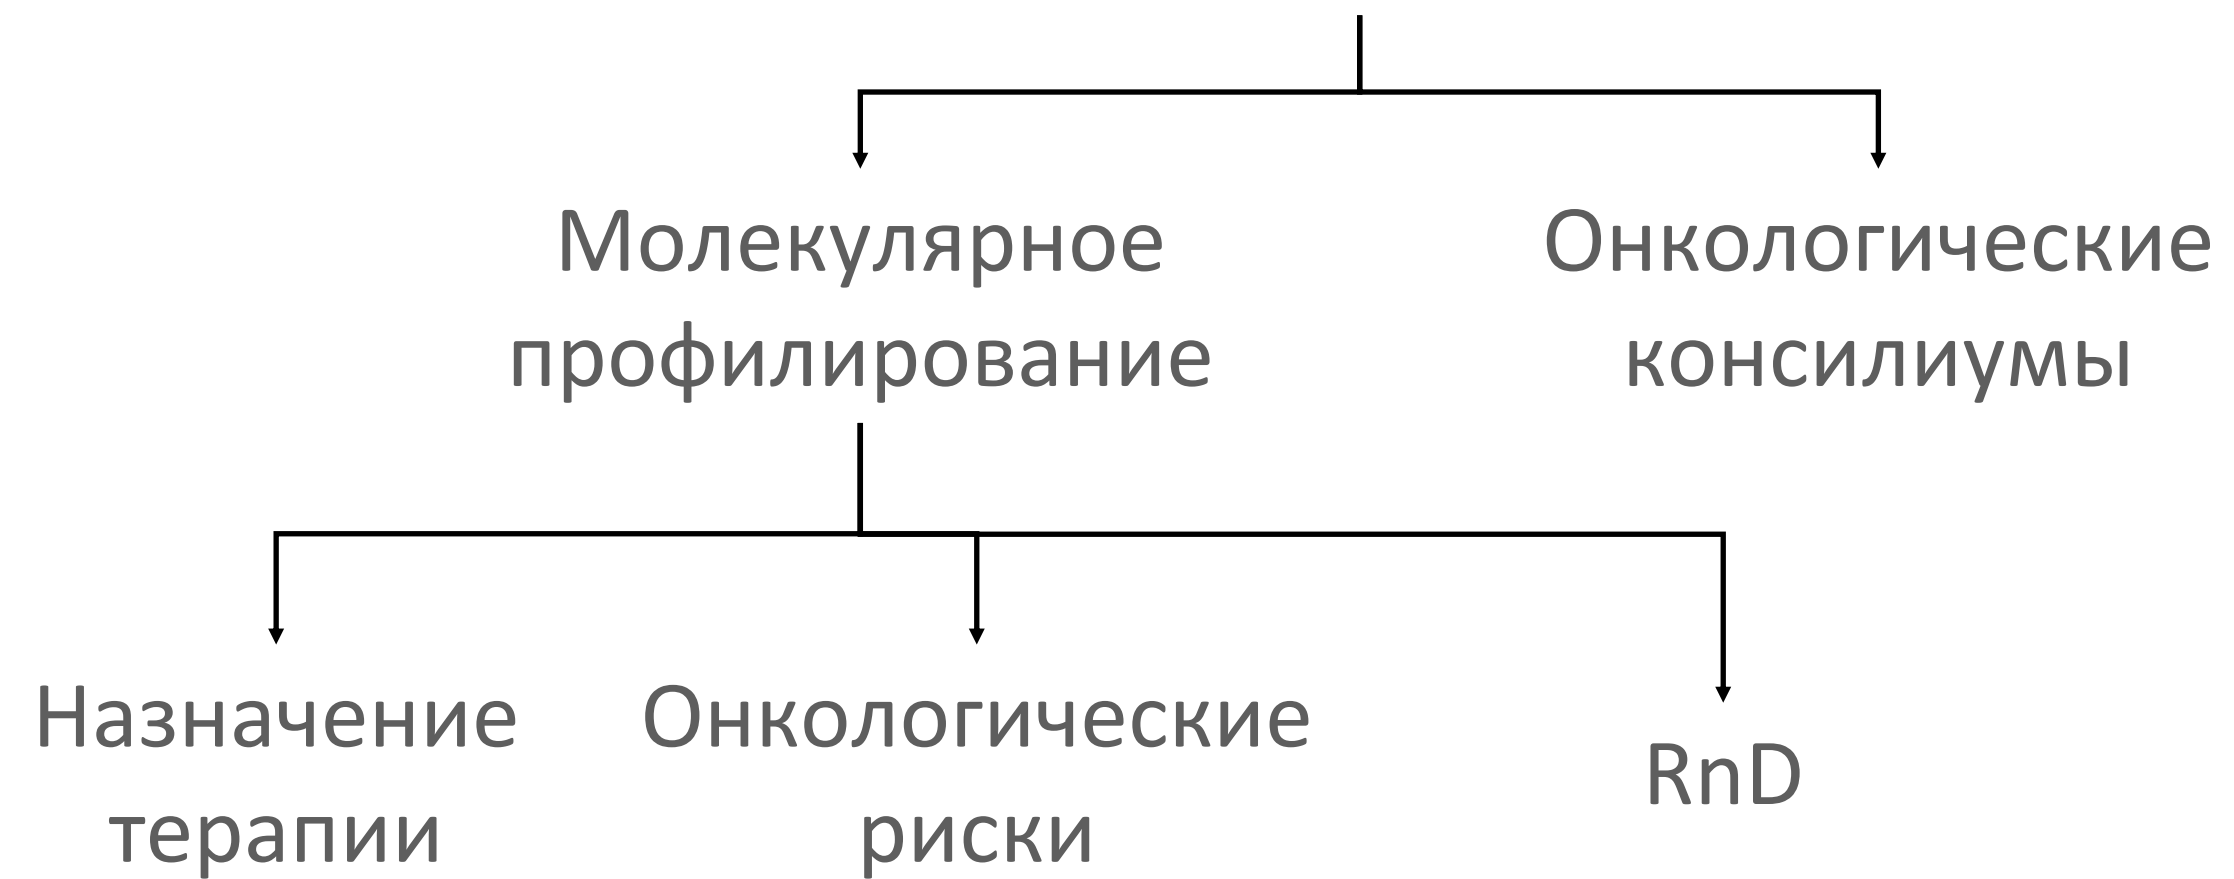 Молекулярное
профилирование
Онкологические
консилиумы
Назначение
терапии
Онкологические
риски
RnD